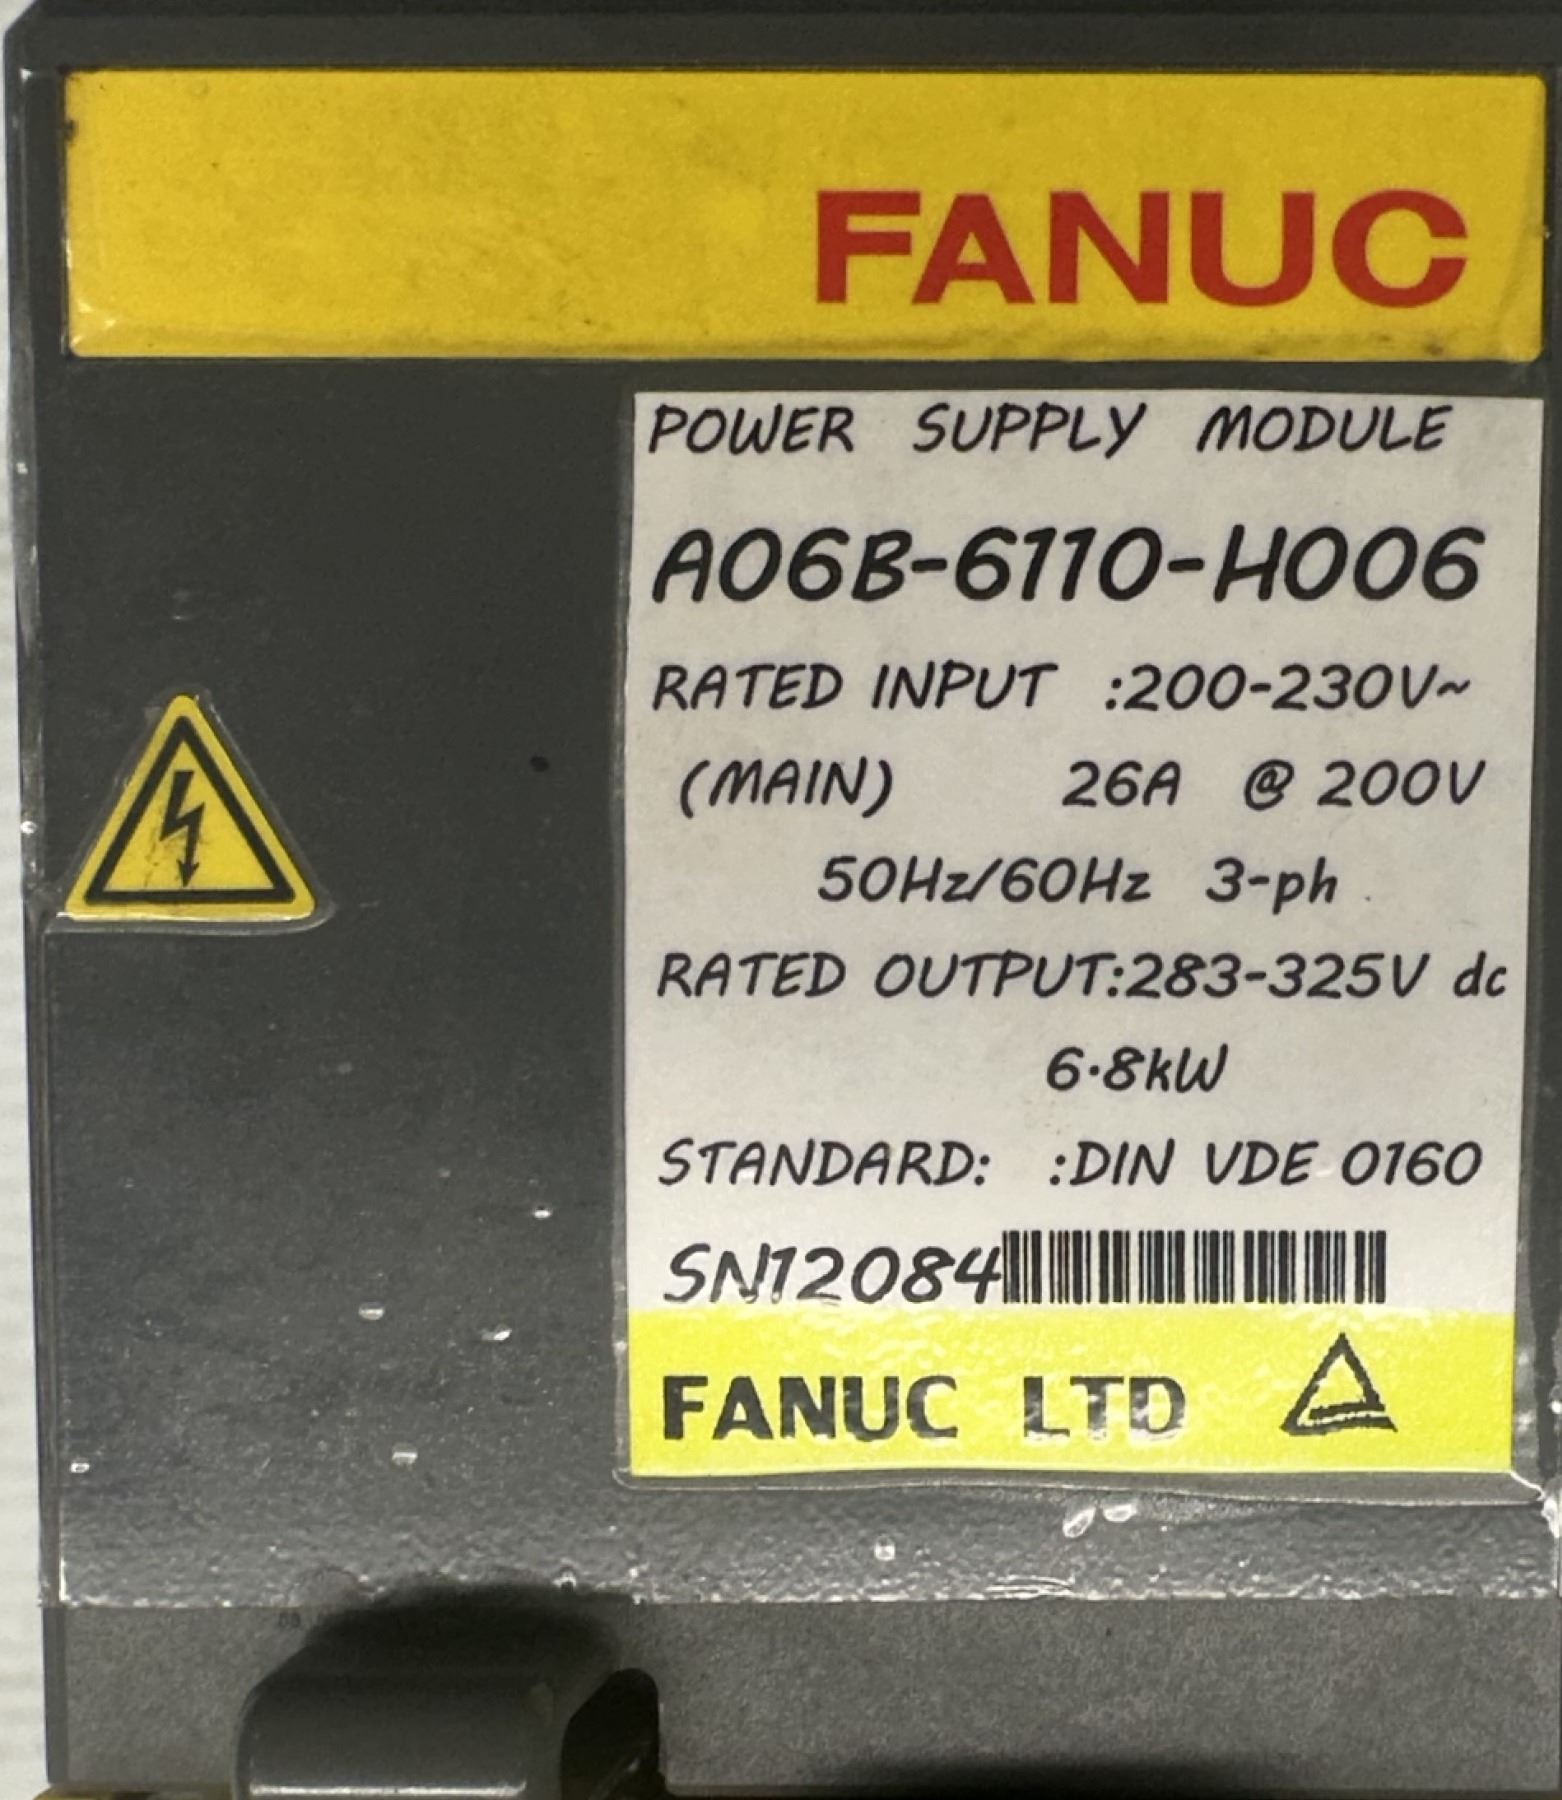 FANUC
POWER SUPPLY MODULE
A06B-6110-H006
RATED INPUT :200-230V~
(MAIN) 26A @ 200V
50Hz/60Hz 3-ph
RATED OUTPUT:283-325V dc
6.8kW
STANDARD: :DIN VDE 0160
SN12084
FANUC LTD